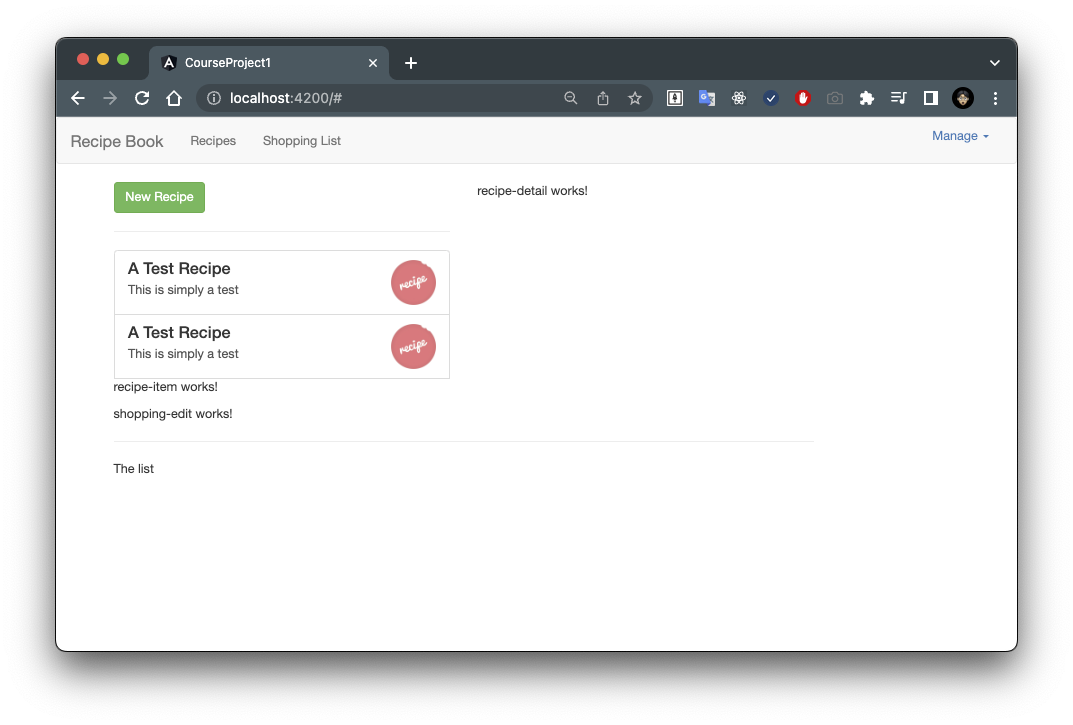 CourseProject1
localhost:4200/#
Recipe Book Recipes Shopping List Manage
New Recipe
recipe-detail works!
A Test Recipe
This is simply a test
recipe
A Test Recipe
This is simply a test
recipe
recipe-item works!
shopping-edit works!
The list